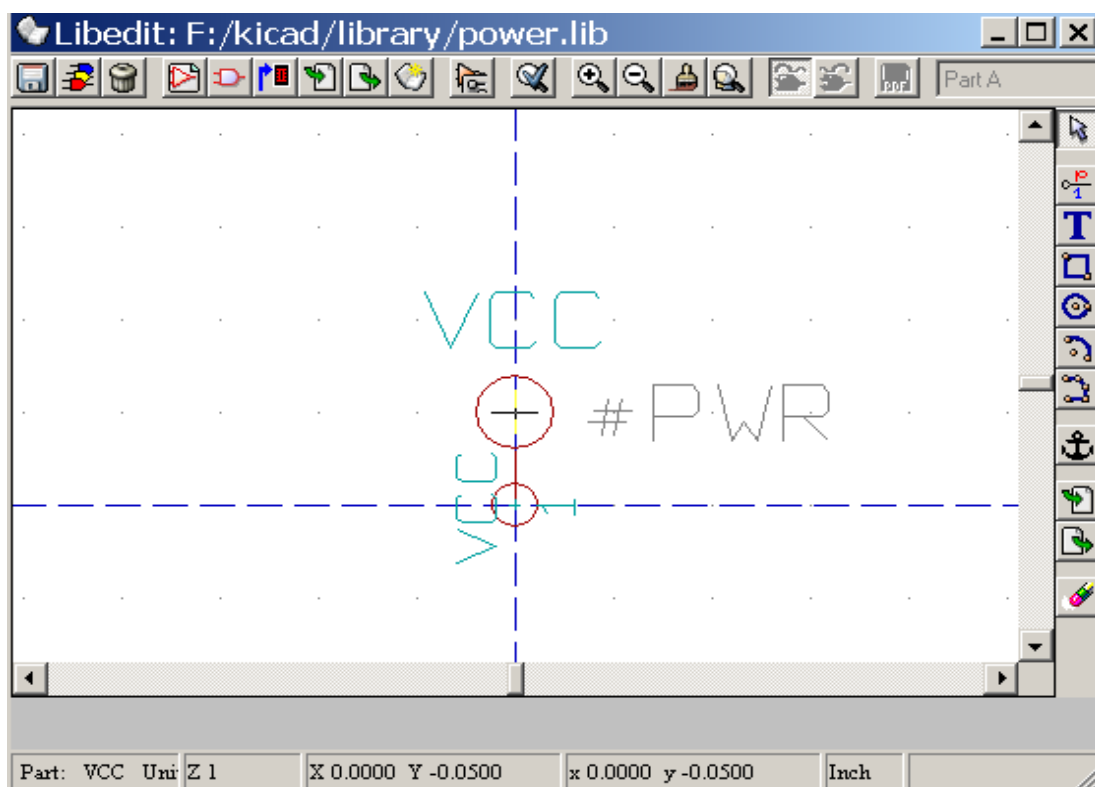 Libedit: F:/kicad/library/power.lib
Part A
VCC
#PWR
VCC
1
Part: VCC Uni
Z 1
X 0.0000 Y -0.0500
x 0.0000 y -0.0500
Inch